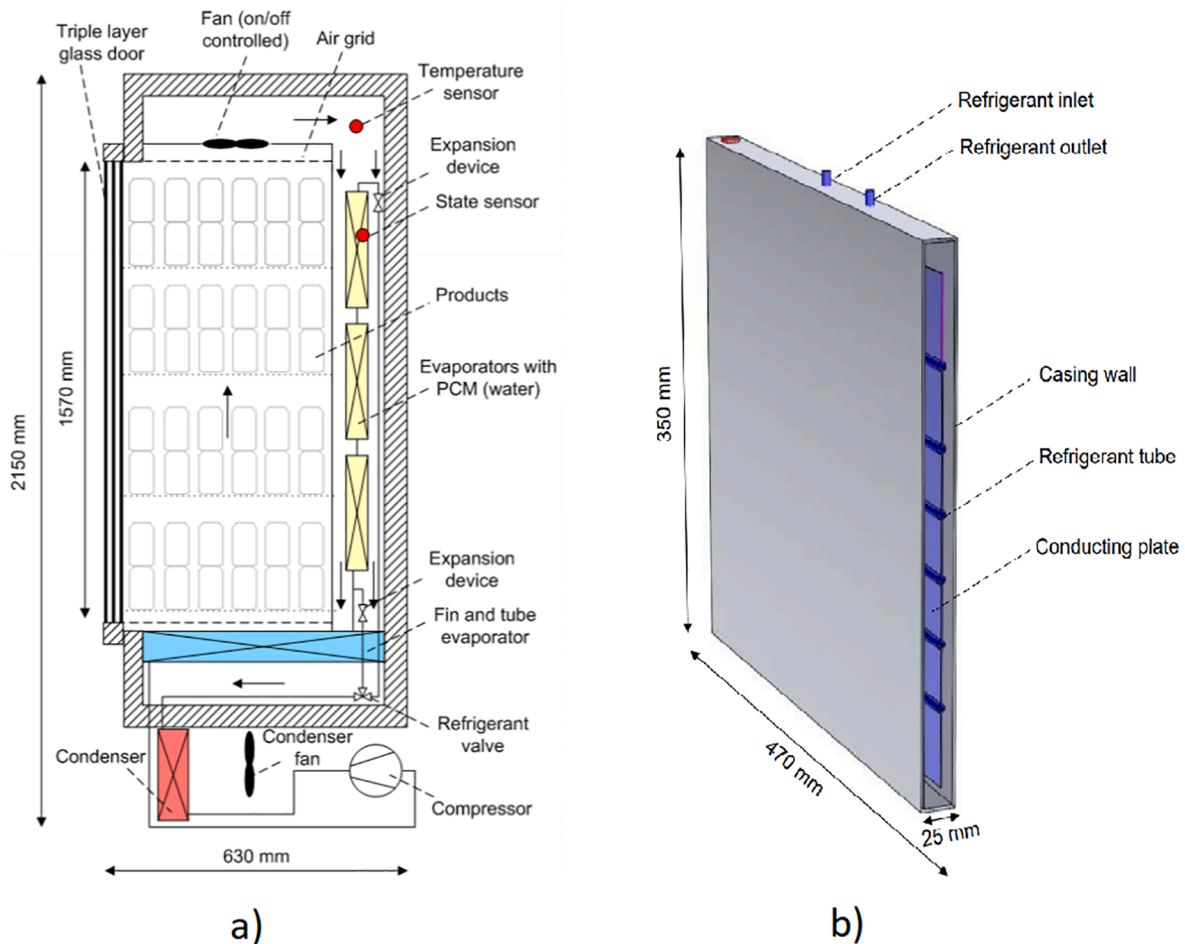 Triple layer
glass door
Fan (on/off
controlled)
Air grid
Temperature
sensor
Expansion
device
State sensor
Products
Evaporators with
PCM (water)
Expansion
device
Fin and tube
evaporator
Refrigerant
valve
Condenser
Condenser
fan
Compressor
2150 mm
1570 mm
630 mm
a)
Refrigerant inlet
Refrigerant outlet
Casing wall
Refrigerant tube
Conducting plate
350 mm
470 mm
25 mm
b)